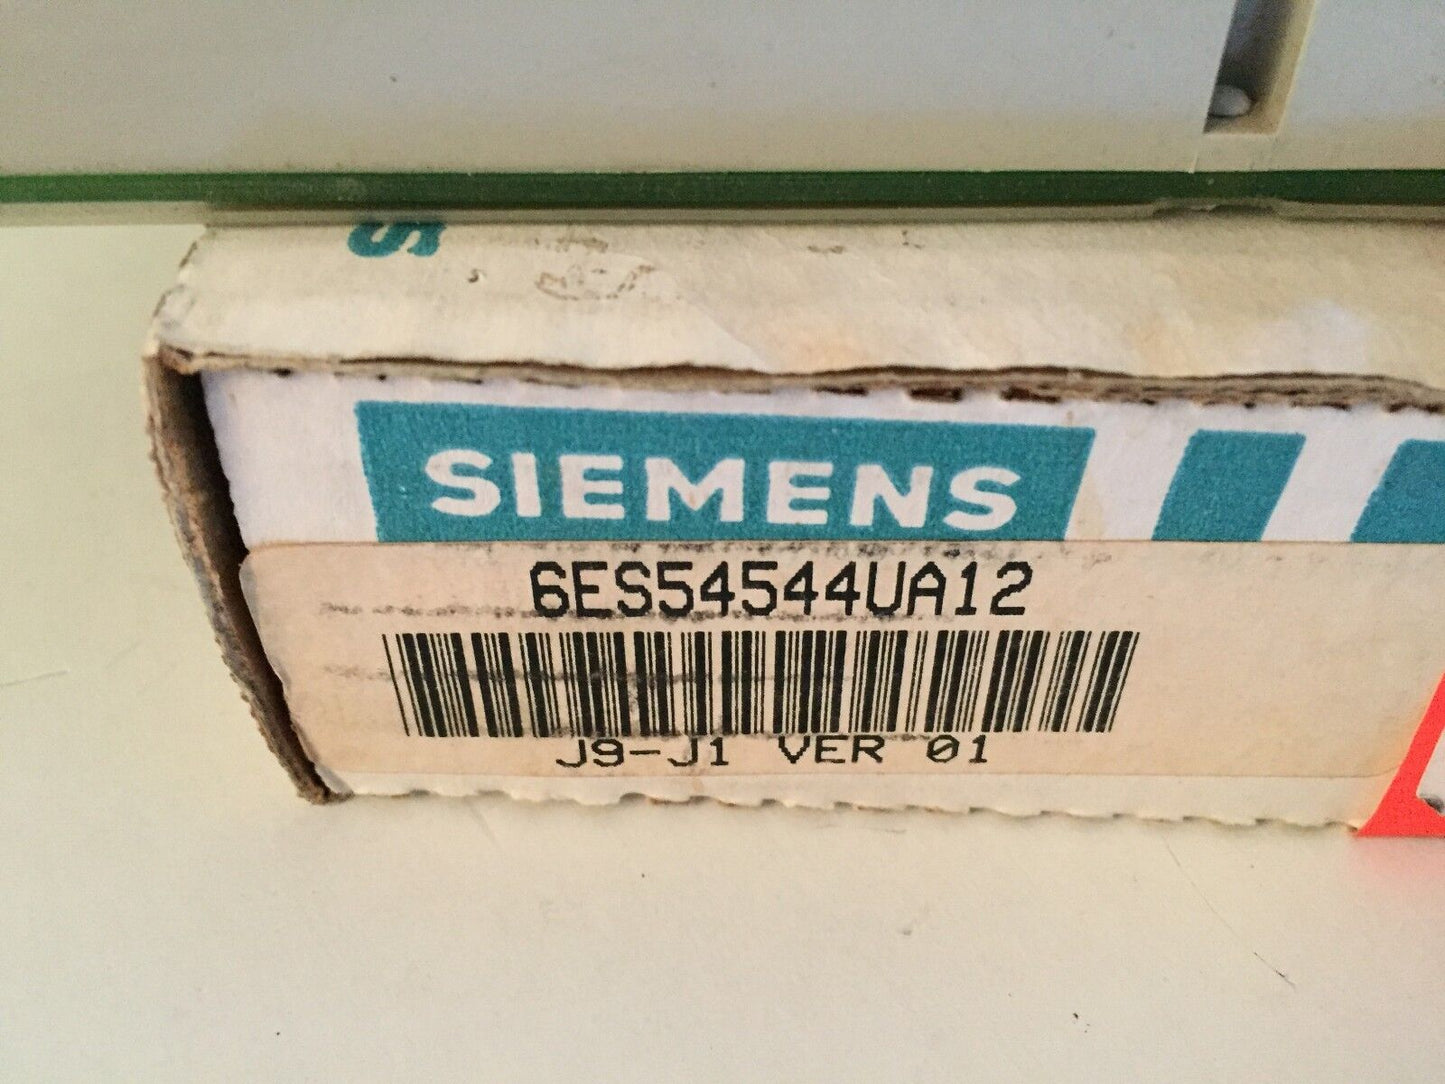 S
SIEMENS
6ES54544UA12
J9-J1 VER 01